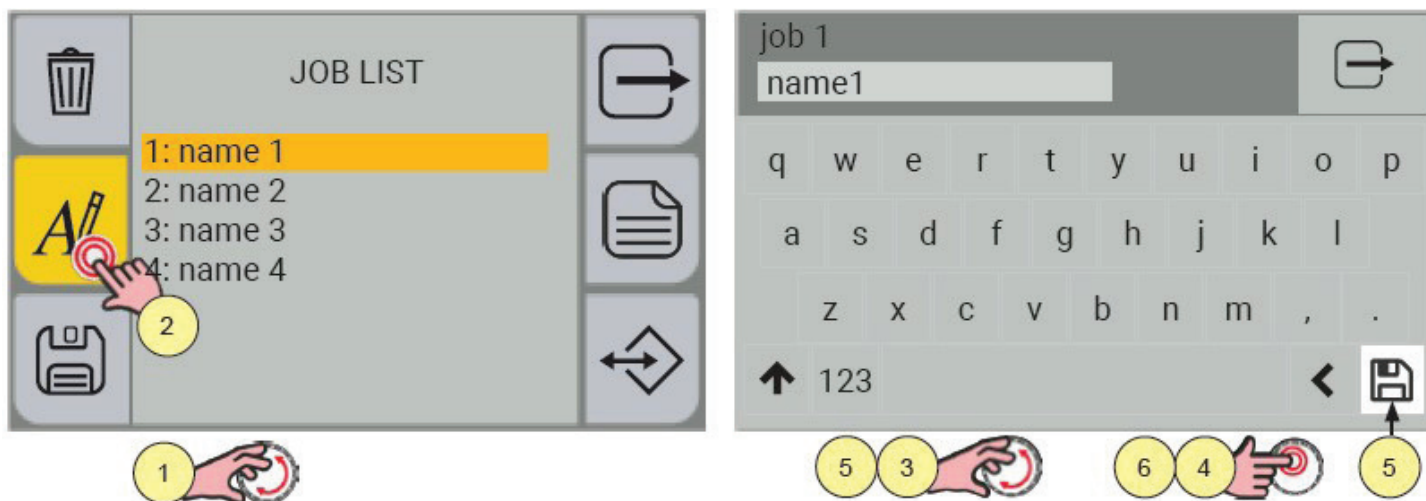 JOB LIST
1: name 1
2: name 2
3: name 3
4: name 4
A
2
1
job 1
name1
q w e r t y u i o p
a s d f g h j k l
z x c v b n m , .
123
5 3 6 4 5